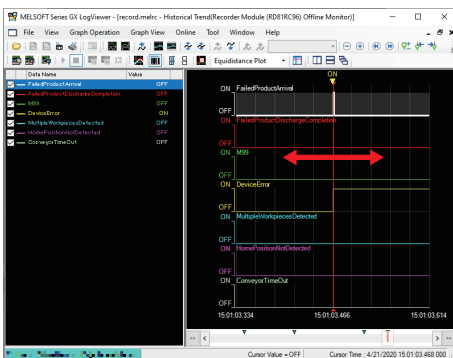 MELSOFT Series GX LogViewer - [record.melrc - Historical Trend(Recorder Module (RD81RC96) Offline Monitor)]
File View Graph Operation Graph View Online Tool Window Help
Equidistance Plot
Data Name Value
FailedProductArrival OFF
FailedProductDischargeCompletion OFF
M99 OFF
DeviceError ON
MultipleWorkpiecesDetected OFF
HomePositionNotDetected OFF
ConveyorTimeOut OFF
ON
ON FailedProductArrival
OFF
ON FailedProductDischargeCompletion
OFF
ON M99
OFF
ON DeviceError
OFF
ON MultipleWorkpiecesDetected
OFF
ON HomePositionNotDetected
OFF
ON ConveyorTimeOut
OFF
15:01:03.334 15:01:03.466 15:01:03.614
Cursor Value = OFF Cursor Time : 4/21/2020 15:01:03.468 000